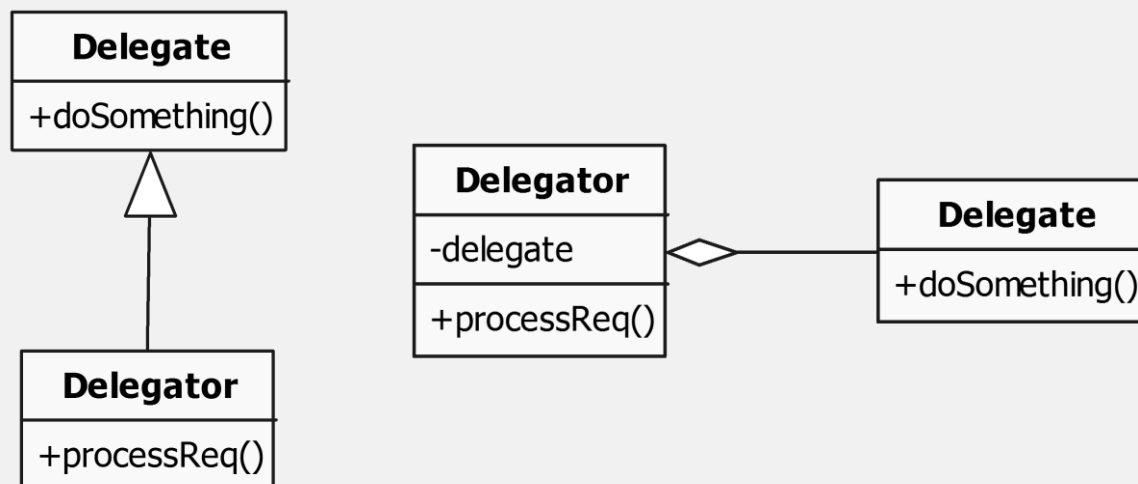 Delegate
+doSomething()
Delegator
+processReq()
Delegator
-delegate
+processReq()
Delegate
+doSomething()